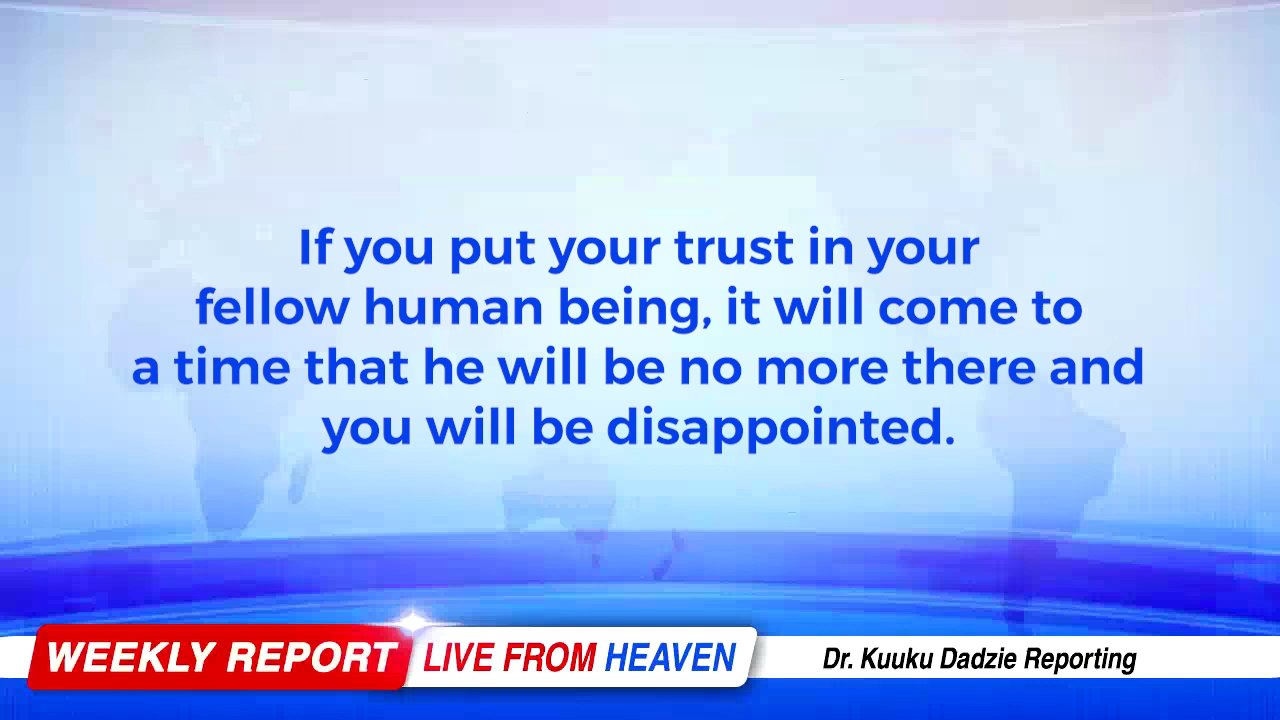 If you put your trust in your
fellow human being, it will come to
a time that he will be no more there and
you will be disappointed.
WEEKLY REPORT LIVE FROM HEAVEN Dr. Kuuku Dadzie Reporting